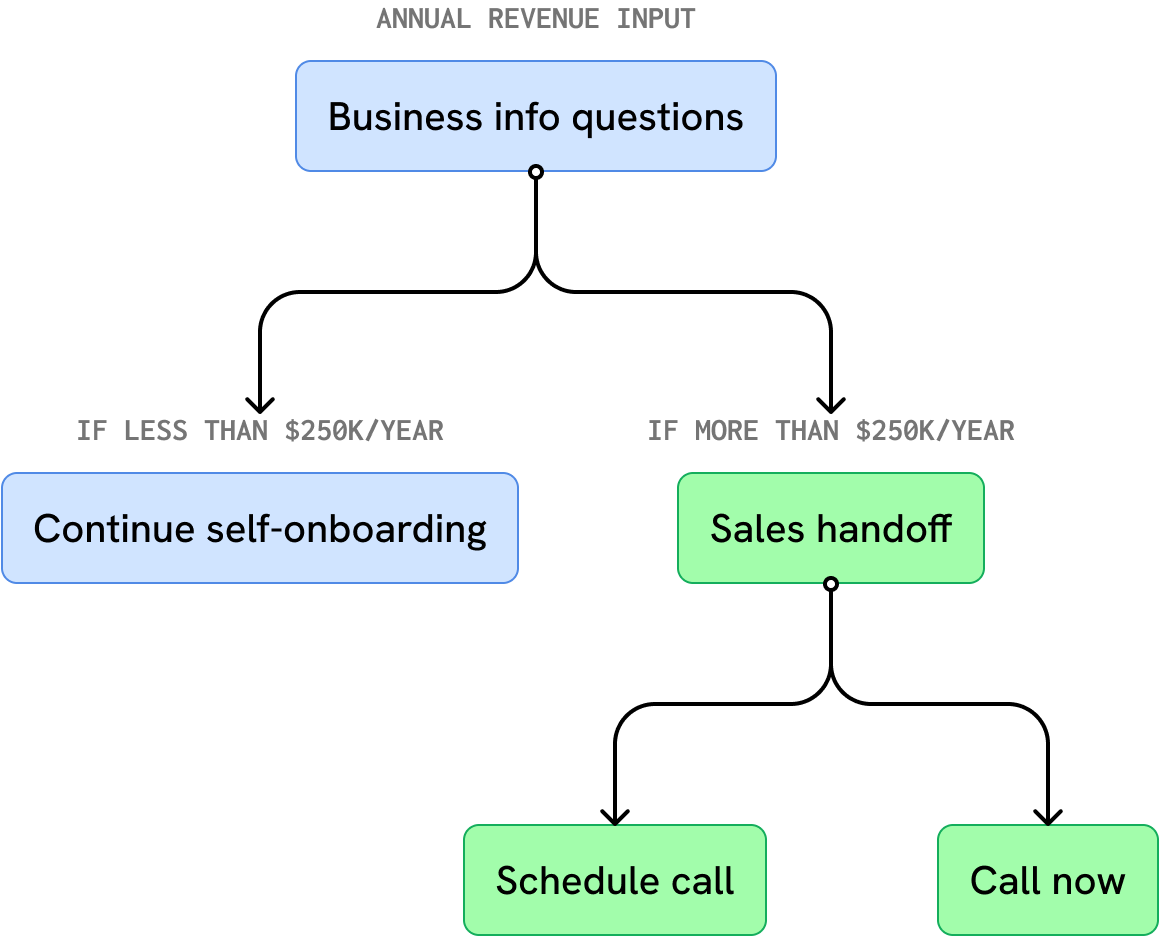 ANNUAL REVENUE INPUT
Business info questions
IF LESS THAN $250K/YEAR
IF MORE THAN $250K/YEAR
Continue self-onboarding
Sales handoff
Schedule call
Call now